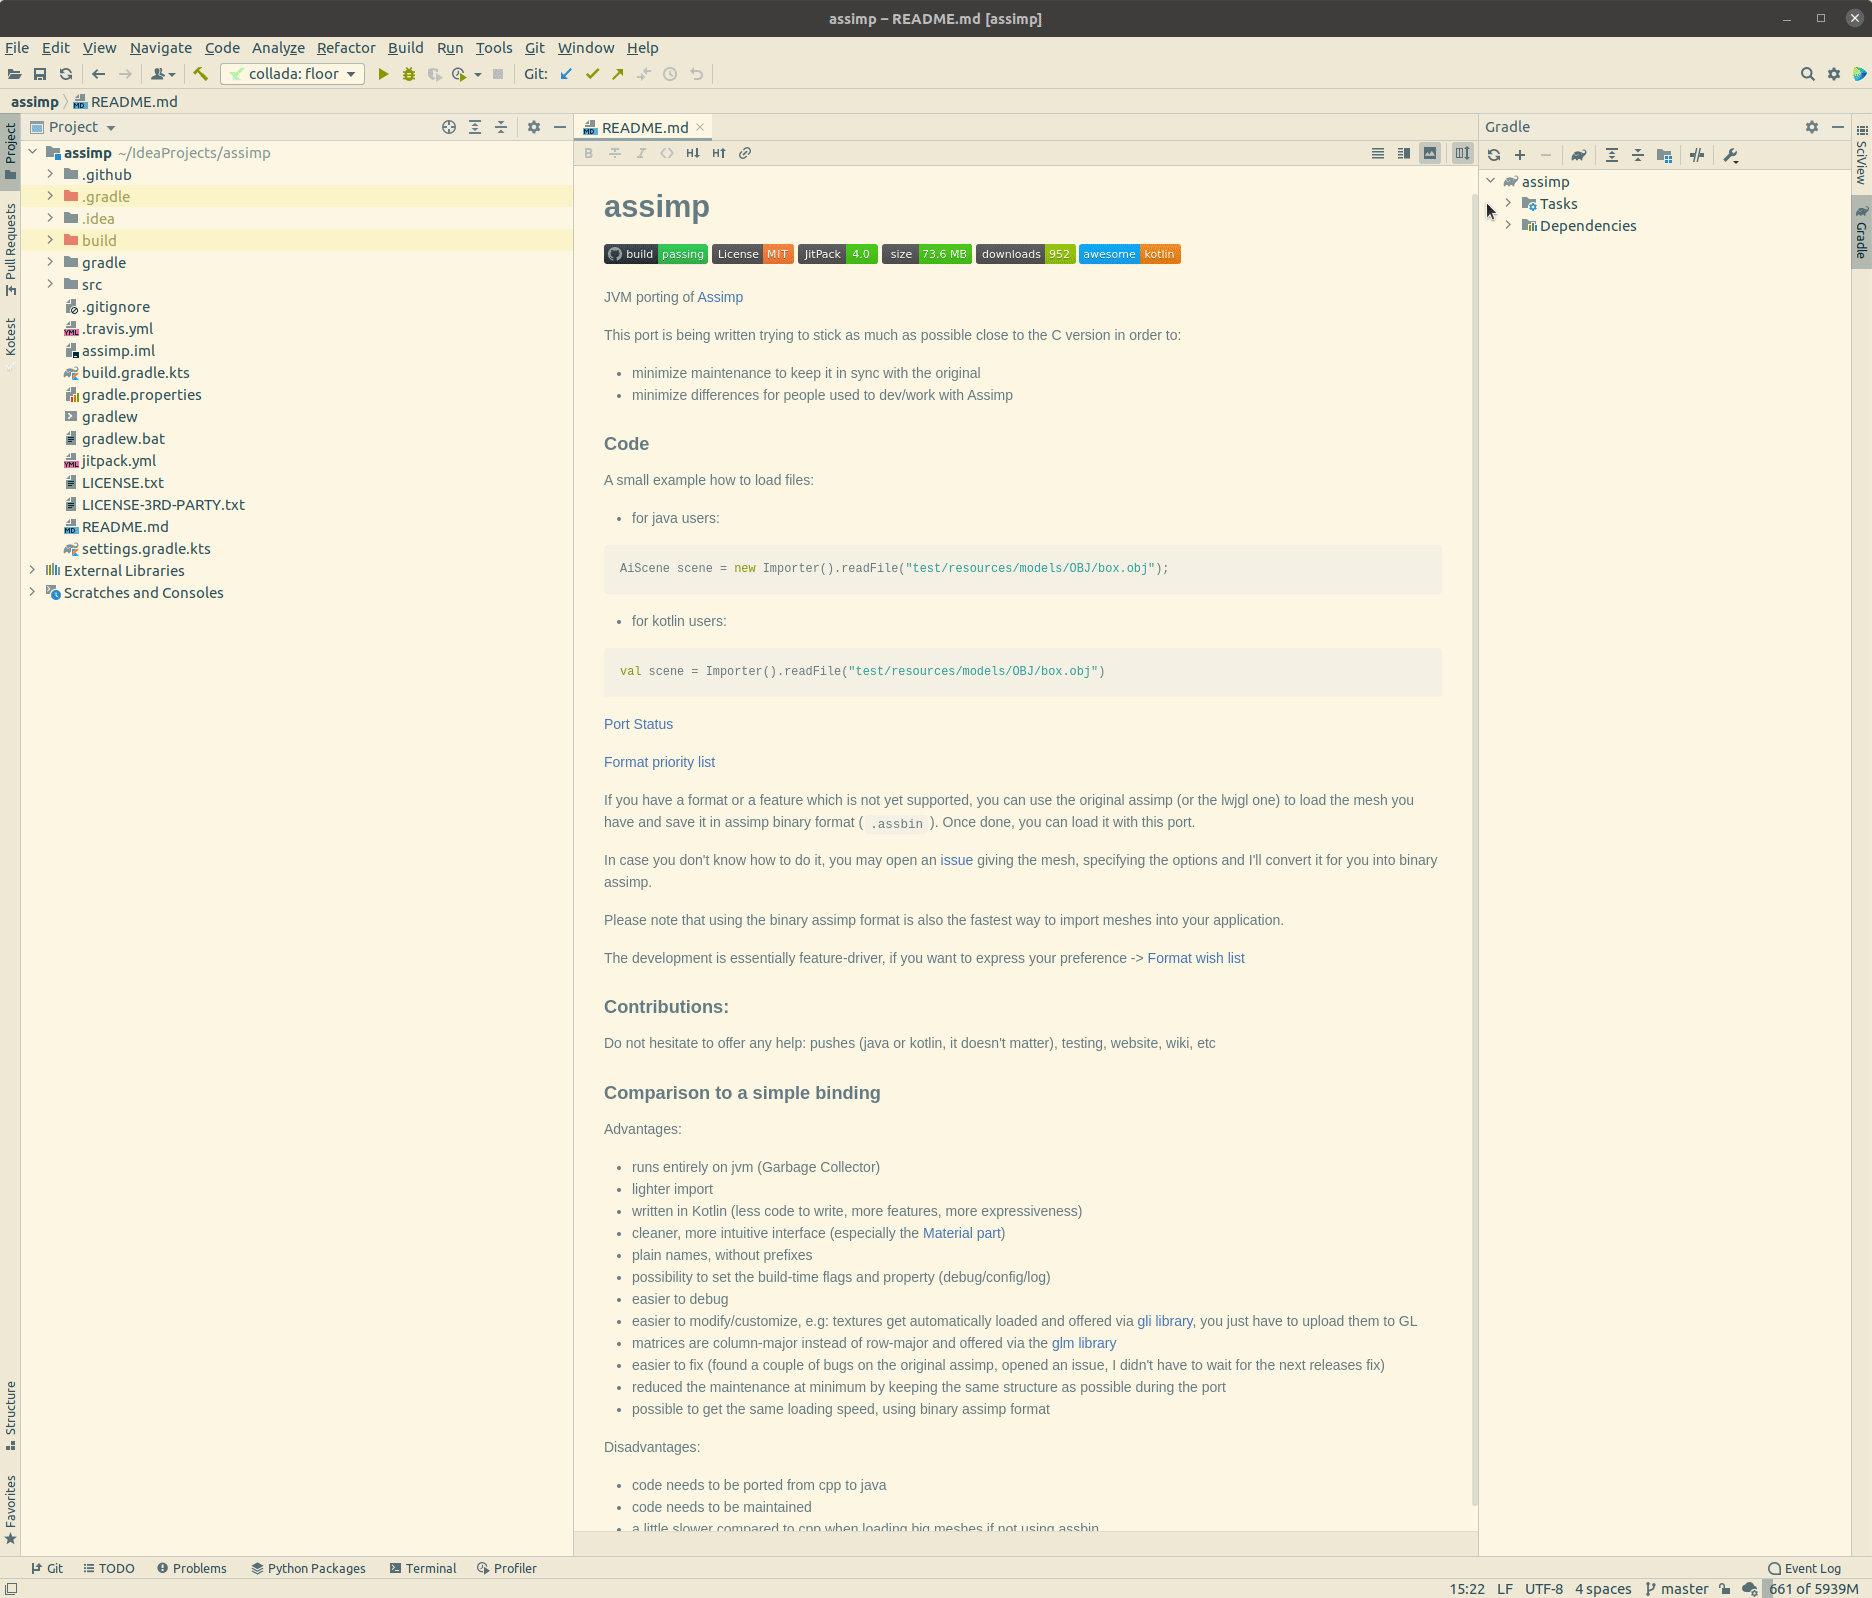 assimp – README.md [assimp]
File Edit View Navigate Code Analyze Refactor Build Run Tools Git Window Help
collada: floor
Git:
assimp README.md
Project
assimp ~/IdeaProjects/assimp
.github
.gradle
.idea
build
gradle
src
.gitignore
.travis.yml
assimp.iml
build.gradle.kts
gradle.properties
gradlew
gradlew.bat
jitpack.yml
LICENSE.txt
LICENSE-3RD-PARTY.txt
README.md
settings.gradle.kts
External Libraries
Scratches and Consoles
Project
Pull Requests
Kotest
Structure
Favorites
README.md
assimp
build passing License MIT JitPack 4.0 size 73.6 MB downloads 952 awesome kotlin
JVM porting of Assimp
This port is being written trying to stick as much as possible close to the C version in order to:
• minimize maintenance to keep it in sync with the original
• minimize differences for people used to dev/work with Assimp
Code
A small example how to load files:
• for java users:
AiScene scene = new Importer().readFile("test/resources/models/OBJ/box.obj");
• for kotlin users:
val scene = Importer().readFile("test/resources/models/OBJ/box.obj")
Port Status
Format priority list
If you have a format or a feature which is not yet supported, you can use the original assimp (or the lwjgl one) to load the mesh you
have and save it in assimp binary format ( .assbin ). Once done, you can load it with this port.
In case you don't know how to do it, you may open an issue giving the mesh, specifying the options and I'll convert it for you into binary
assimp.
Please note that using the binary assimp format is also the fastest way to import meshes into your application.
The development is essentially feature-driver, if you want to express your preference -> Format wish list
Contributions:
Do not hesitate to offer any help: pushes (java or kotlin, it doesn't matter), testing, website, wiki, etc
Comparison to a simple binding
Advantages:
• runs entirely on jvm (Garbage Collector)
• lighter import
• written in Kotlin (less code to write, more features, more expressiveness)
• cleaner, more intuitive interface (especially the Material part)
• plain names, without prefixes
• possibility to set the build-time flags and property (debug/config/log)
• easier to debug
• easier to modify/customize, e.g: textures get automatically loaded and offered via gli library, you just have to upload them to GL
• matrices are column-major instead of row-major and offered via the glm library
• easier to fix (found a couple of bugs on the original assimp, opened an issue, I didn't have to wait for the next releases fix)
• reduced the maintenance at minimum by keeping the same structure as possible during the port
• possible to get the same loading speed, using binary assimp format
Disadvantages:
• code needs to be ported from cpp to java
• code needs to be maintained
• a little slower compared to cpp when loading big meshes if not using assbin
Gradle
assimp
Tasks
Dependencies
SciView
Gradle
Git TODO Problems Python Packages Terminal Profiler Event Log
15:22 LF UTF-8 4 spaces master 661 of 5939M